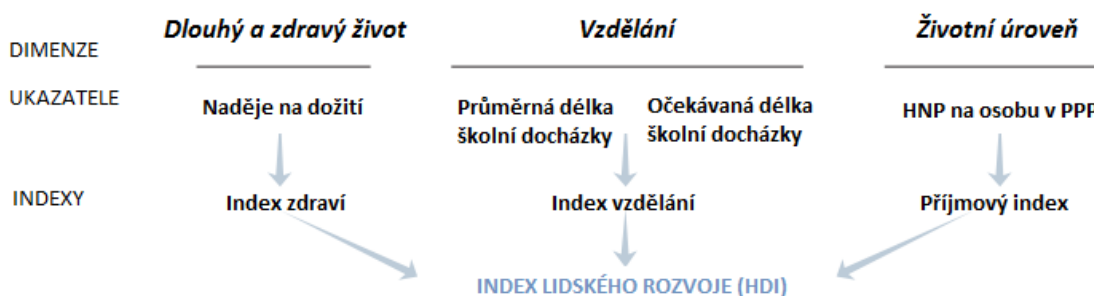 Dlouhý a zdravý život Vzdělání Životní úroveň
DIMENZE
UKAZATELE Naděje na dožití Průměrná délka školní docházky Očekávaná délka školní docházky HNP na osobu v PPP
INDEXY Index zdraví Index vzdělání Příjmový index
INDEX LIDSKÉHO ROZVOJE (HDI)